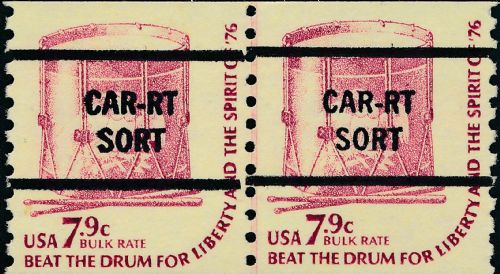 CAR-RT
SORT
USA 7.9c
BULK RATE
BEAT THE DRUM FOR LIBERTY AND THE SPIRIT OF '76
CAR-RT
SORT
USA 7.9c
BULK RATE
BEAT THE DRUM FOR LIBERTY AND THE SPIRIT OF '76